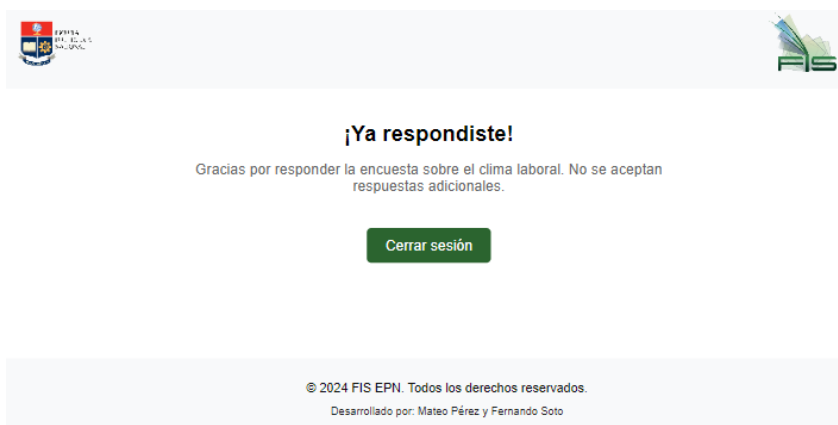 FIS
¡Ya respondiste!
Gracias por responder la encuesta sobre el clima laboral. No se aceptan
respuestas adicionales.
Cerrar sesión
© 2024 FIS EPN. Todos los derechos reservados.
Desarrollado por: Mateo Pérez y Fernando Soto